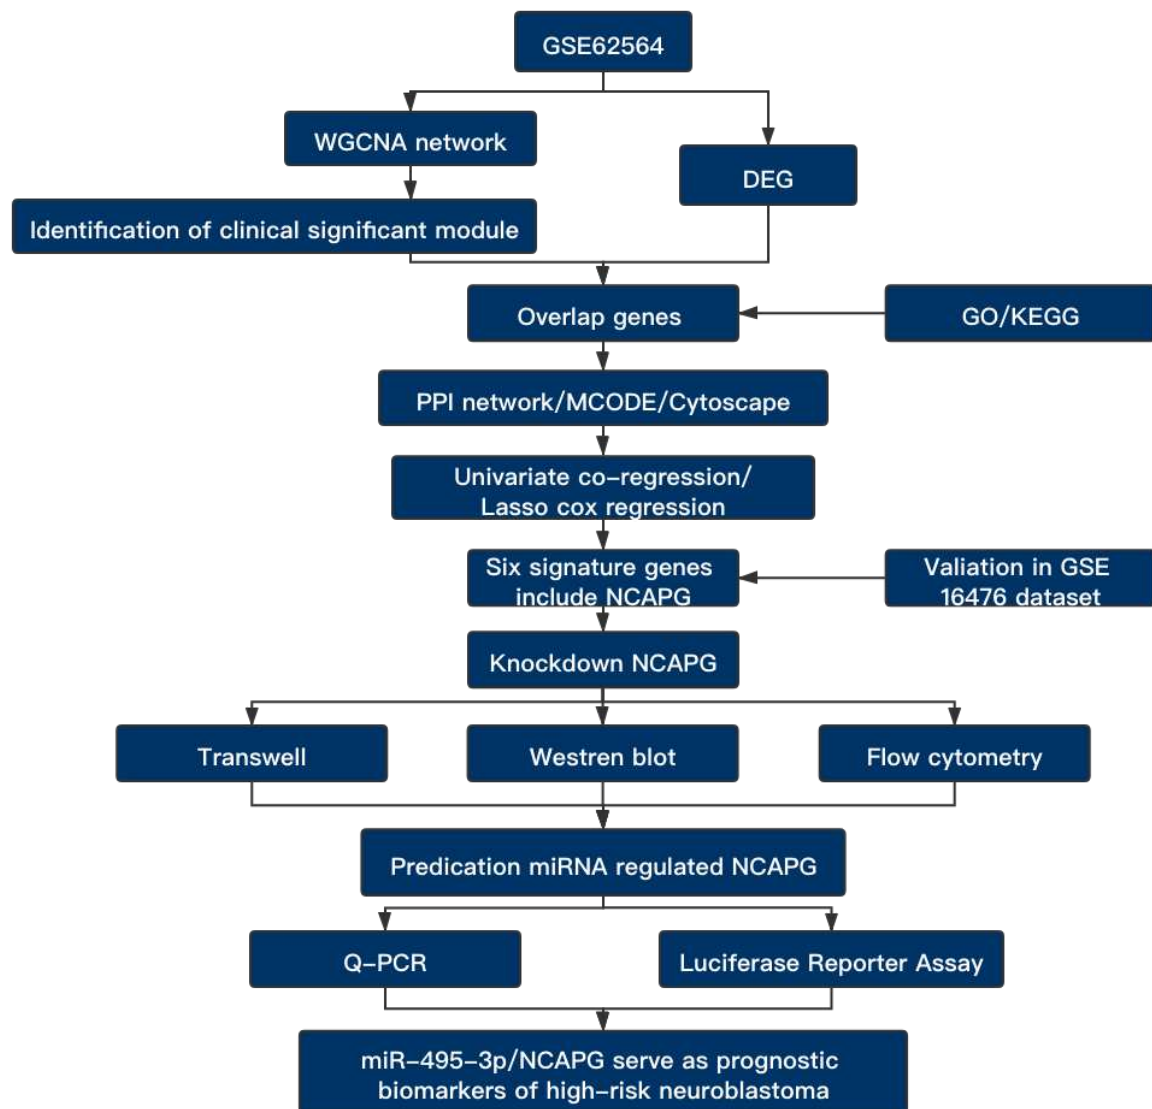 GSE62564
WGCNA network
DEG
Identification of clinical significant module
Overlap genes
GO/KEGG
PPI network/MCODE/Cytoscape
Univariate co-regression/
Lasso cox regression
Six signature genes
include NCAPG
Valiation in GSE
16476 dataset
Knockdown NCAPG
Transwell
Westren blot
Flow cytometry
Predication miRNA regulated NCAPG
Q-PCR
Luciferase Reporter Assay
miR-495-3p/NCAPG serve as prognostic
biomarkers of high-risk neuroblastoma